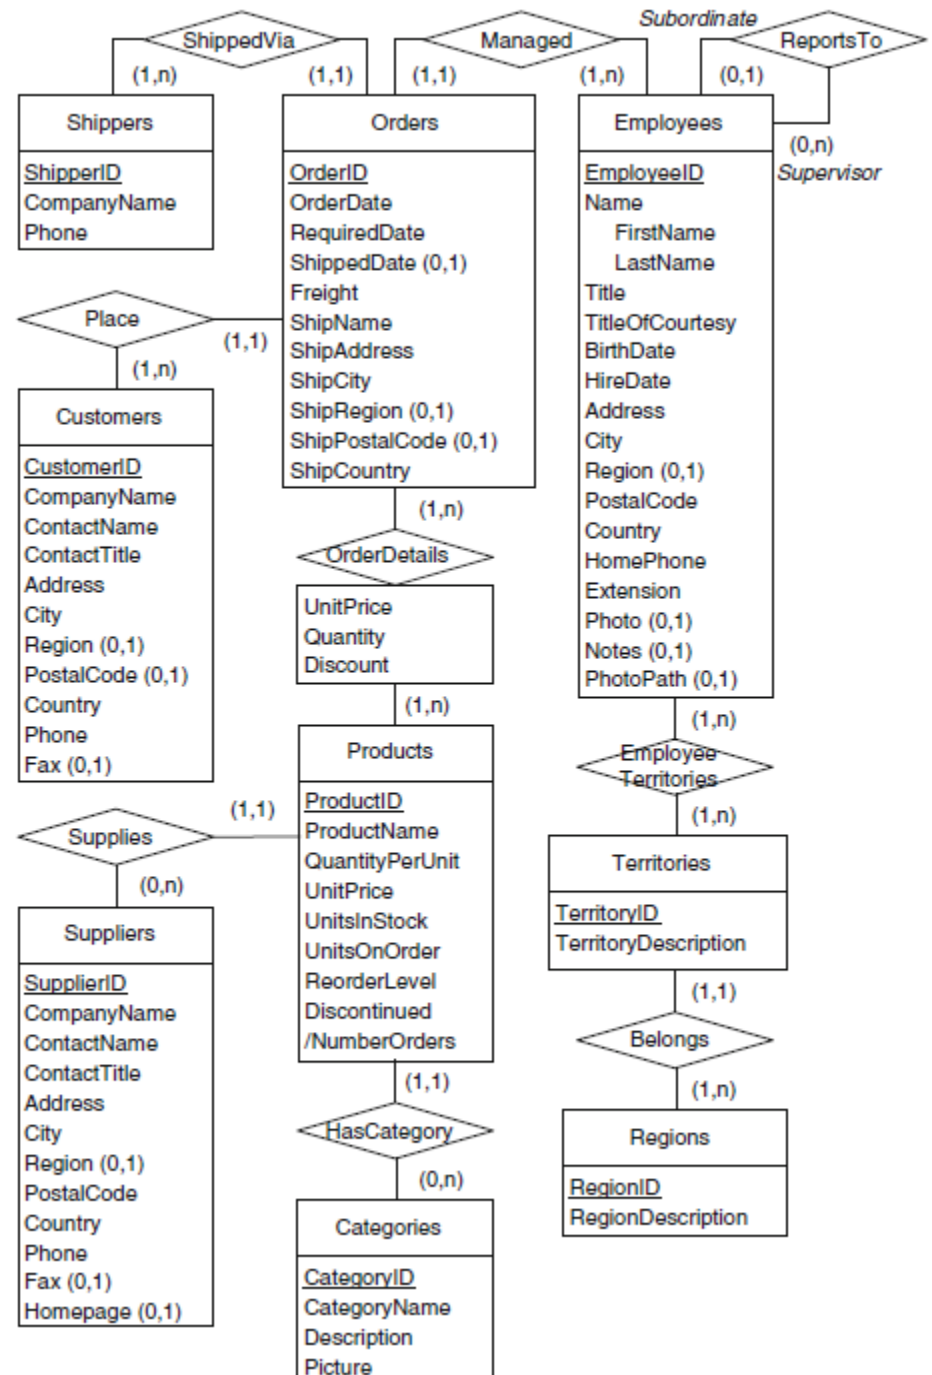 Subordinate
ShippedVia
Managed
ReportsTo
(1,n)
(1,1)
(1,1)
(1,n)
(0,1)
(0,n)
Supervisor
Shippers
ShipperID
CompanyName
Phone
Orders
OrderID
OrderDate
RequiredDate
ShippedDate (0,1)
Freight
ShipName
ShipAddress
ShipCity
ShipRegion (0,1)
ShipPostalCode (0,1)
ShipCountry
Employees
EmployeeID
Name
FirstName
LastName
Title
TitleOfCourtesy
BirthDate
HireDate
Address
City
Region (0,1)
PostalCode
Country
HomePhone
Extension
Photo (0,1)
Notes (0,1)
PhotoPath (0,1)
Place
(1,1)
(1,n)
Customers
CustomerID
CompanyName
ContactName
ContactTitle
Address
City
Region (0,1)
PostalCode (0,1)
Country
Phone
Fax (0,1)
(1,n)
OrderDetails
UnitPrice
Quantity
Discount
(1,n)
Products
ProductID
ProductName
QuantityPerUnit
UnitPrice
UnitsInStock
UnitsOnOrder
ReorderLevel
Discontinued
/NumberOrders
(1,n)
Employee
Territories
(1,n)
Territories
TerritoryID
TerritoryDescription
(1,1)
Belongs
(1,n)
Regions
RegionID
RegionDescription
(1,1)
Supplies
(0,n)
Suppliers
SupplierID
CompanyName
ContactName
ContactTitle
Address
City
Region (0,1)
PostalCode
Country
Phone
Fax (0,1)
Homepage (0,1)
(1,1)
HasCategory
(0,n)
Categories
CategoryID
CategoryName
Description
Picture